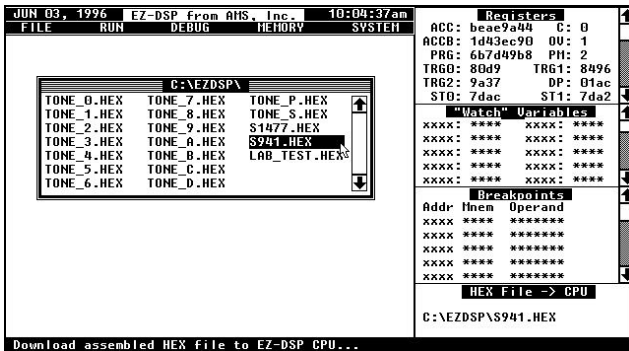 JUN 03, 1996 EZ-DSP from AMS, Inc. 10:04:37am
FILE RUN DEBUG MEMORY SYSTEM
C:\EZDSP\
TONE_0.HEX TONE_7.HEX TONE_P.HEX
TONE_1.HEX TONE_8.HEX TONE_S.HEX
TONE_2.HEX TONE_9.HEX S1477.HEX
TONE_3.HEX TONE_A.HEX S941.HEX
TONE_4.HEX TONE_B.HEX LAB_TEST.HEX
TONE_5.HEX TONE_C.HEX
TONE_6.HEX TONE_D.HEX
Registers
ACC: beae9a44 C: 0
ACCB: 1d43ec90 OV: 1
PRG: 6b7d49b8 PM: 2
TRG0: 80d9 TRG1: 8496
TRG2: 9a37 DP: 01ac
ST0: 7dac ST1: 7da2
"Watch" Variables
xxxx: **** xxxx: ****
xxxx: **** xxxx: ****
xxxx: **** xxxx: ****
xxxx: **** xxxx: ****
Breakpoints
Addr Mnem Operand
xxxx **** *******
xxxx **** *******
xxxx **** *******
xxxx **** *******
HEX File -> CPU
C:\EZDSP\S941.HEX
Download assembled HEX file to EZ-DSP CPU...